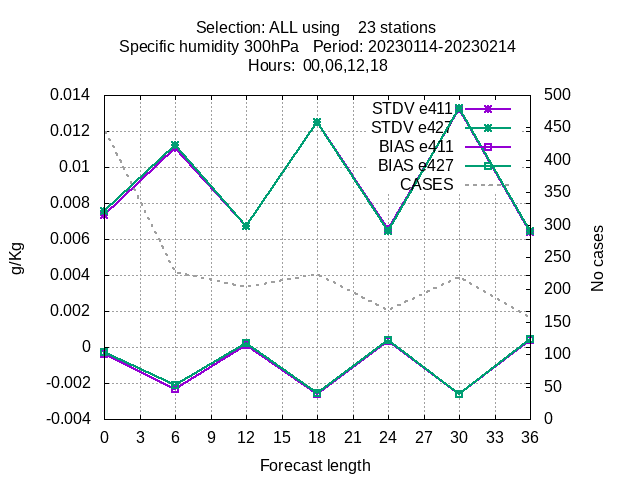 Selection: ALL using    23 stations
Specific humidity 300hPa   Period: 20230114-20230214
Hours:  00,06,12,18
0.014
0.012
0.01
0.008
0.006
0.004
0.002
0
-0.002
-0.004
g/Kg
STDV e411
STDV e427
BIAS e411
BIAS e427
CASES
500
450
400
350
300
250
200
150
100
50
0
No cases
0 3 6 9 12 15 18 21 24 27 30 33 36
Forecast length